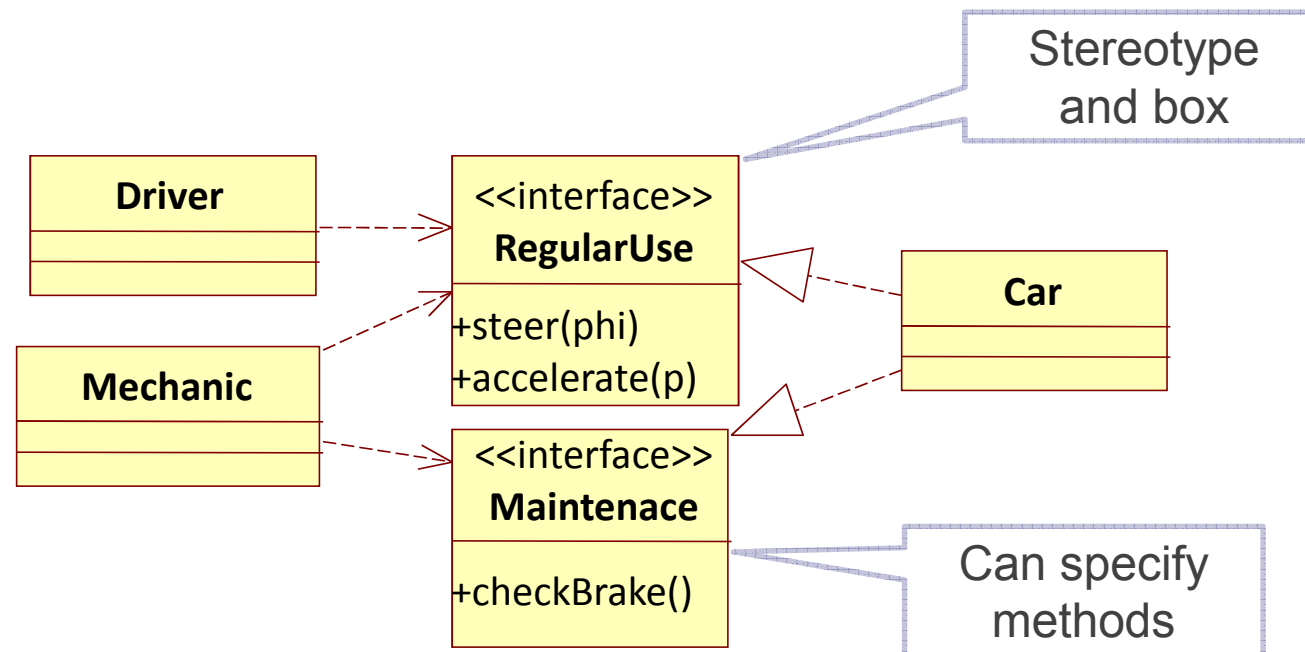 Stereotype
and box
Driver
<<interface>>
RegularUse
+steer(phi)
+accelerate(p)
Car
Mechanic
<<interface>>
Maintenace
+checkBrake()
Can specify
methods